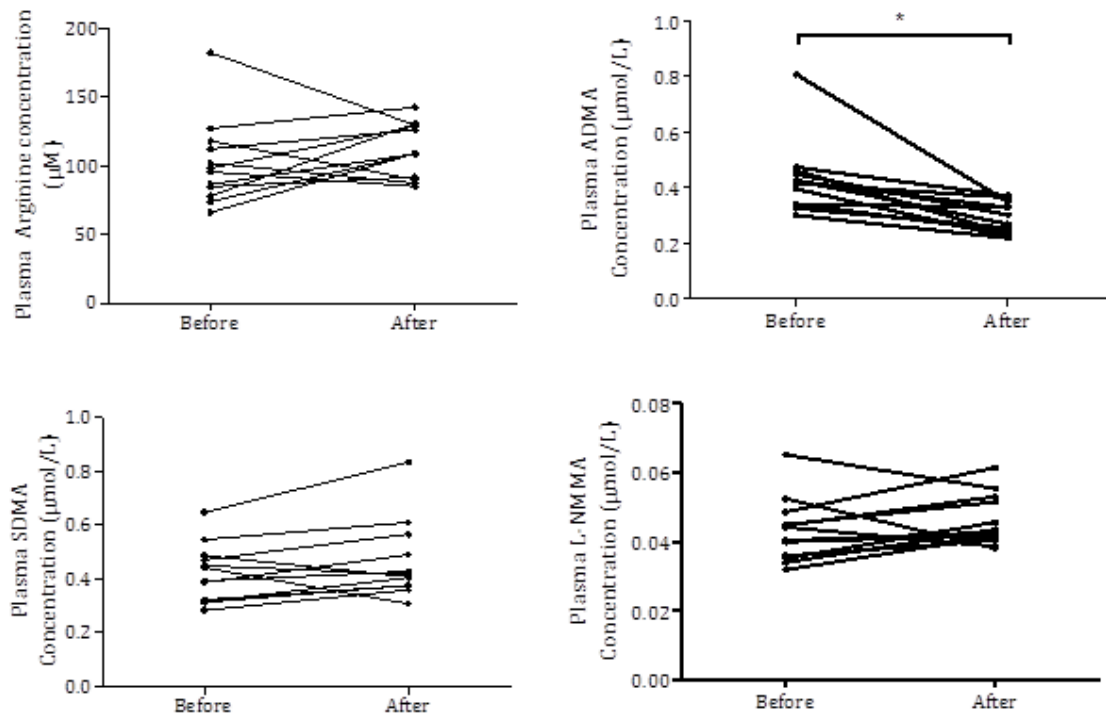 Plasma Arginine concentration
(µM)
200
150
100
50
0
Before
After
Plasma ADMA
Concentration (µmol/L)
1.0
0.8
0.6
0.4
0.2
0.0
*
Before
After
Plasma SDMA
Concentration (µmol/L)
1.0
0.8
0.6
0.4
0.2
0.0
Before
After
Plasma L-NMMA
Concentration (µmol/L)
0.08
0.06
0.04
0.02
0.00
Before
After